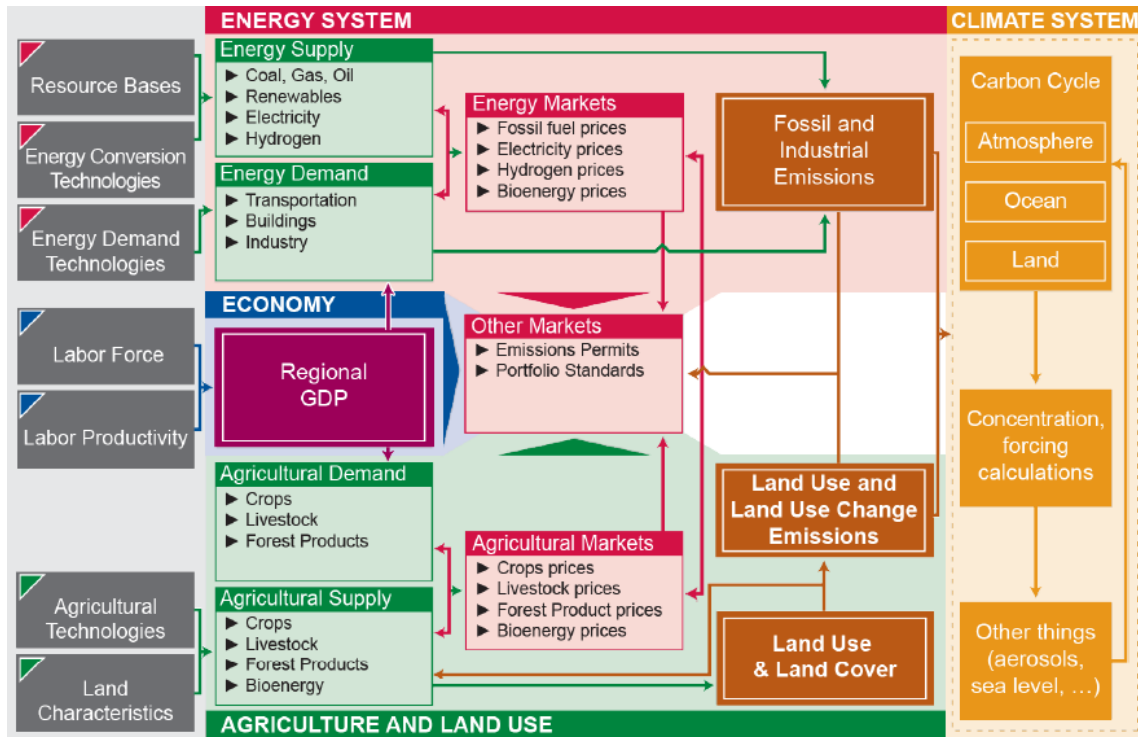 ENERGY SYSTEM
CLIMATE SYSTEM
Resource Bases
Energy Conversion
Technologies
Energy Demand
Technologies
Labor Force
Labor Productivity
Agricultural
Technologies
Land
Characteristics
Energy Supply
► Coal, Gas, Oil
► Renewables
► Electricity
► Hydrogen
Energy Demand
► Transportation
► Buildings
► Industry
Energy Markets
► Fossil fuel prices
► Electricity prices
► Hydrogen prices
► Bioenergy prices
Fossil and
Industrial
Emissions
ECONOMY
Regional
GDP
Other Markets
► Emissions Permits
► Portfolio Standards
Agricultural Demand
► Crops
► Livestock
► Forest Products
Agricultural Supply
► Crops
► Livestock
► Forest Products
► Bioenergy
Agricultural Markets
► Crops prices
► Livestock prices
► Forest Product prices
► Bioenergy prices
Land Use and
Land Use Change
Emissions
Land Use
& Land Cover
AGRICULTURE AND LAND USE
Carbon Cycle
Atmosphere
Ocean
Land
Concentration,
forcing
calculations
Other things
(aerosols,
sea level, …)